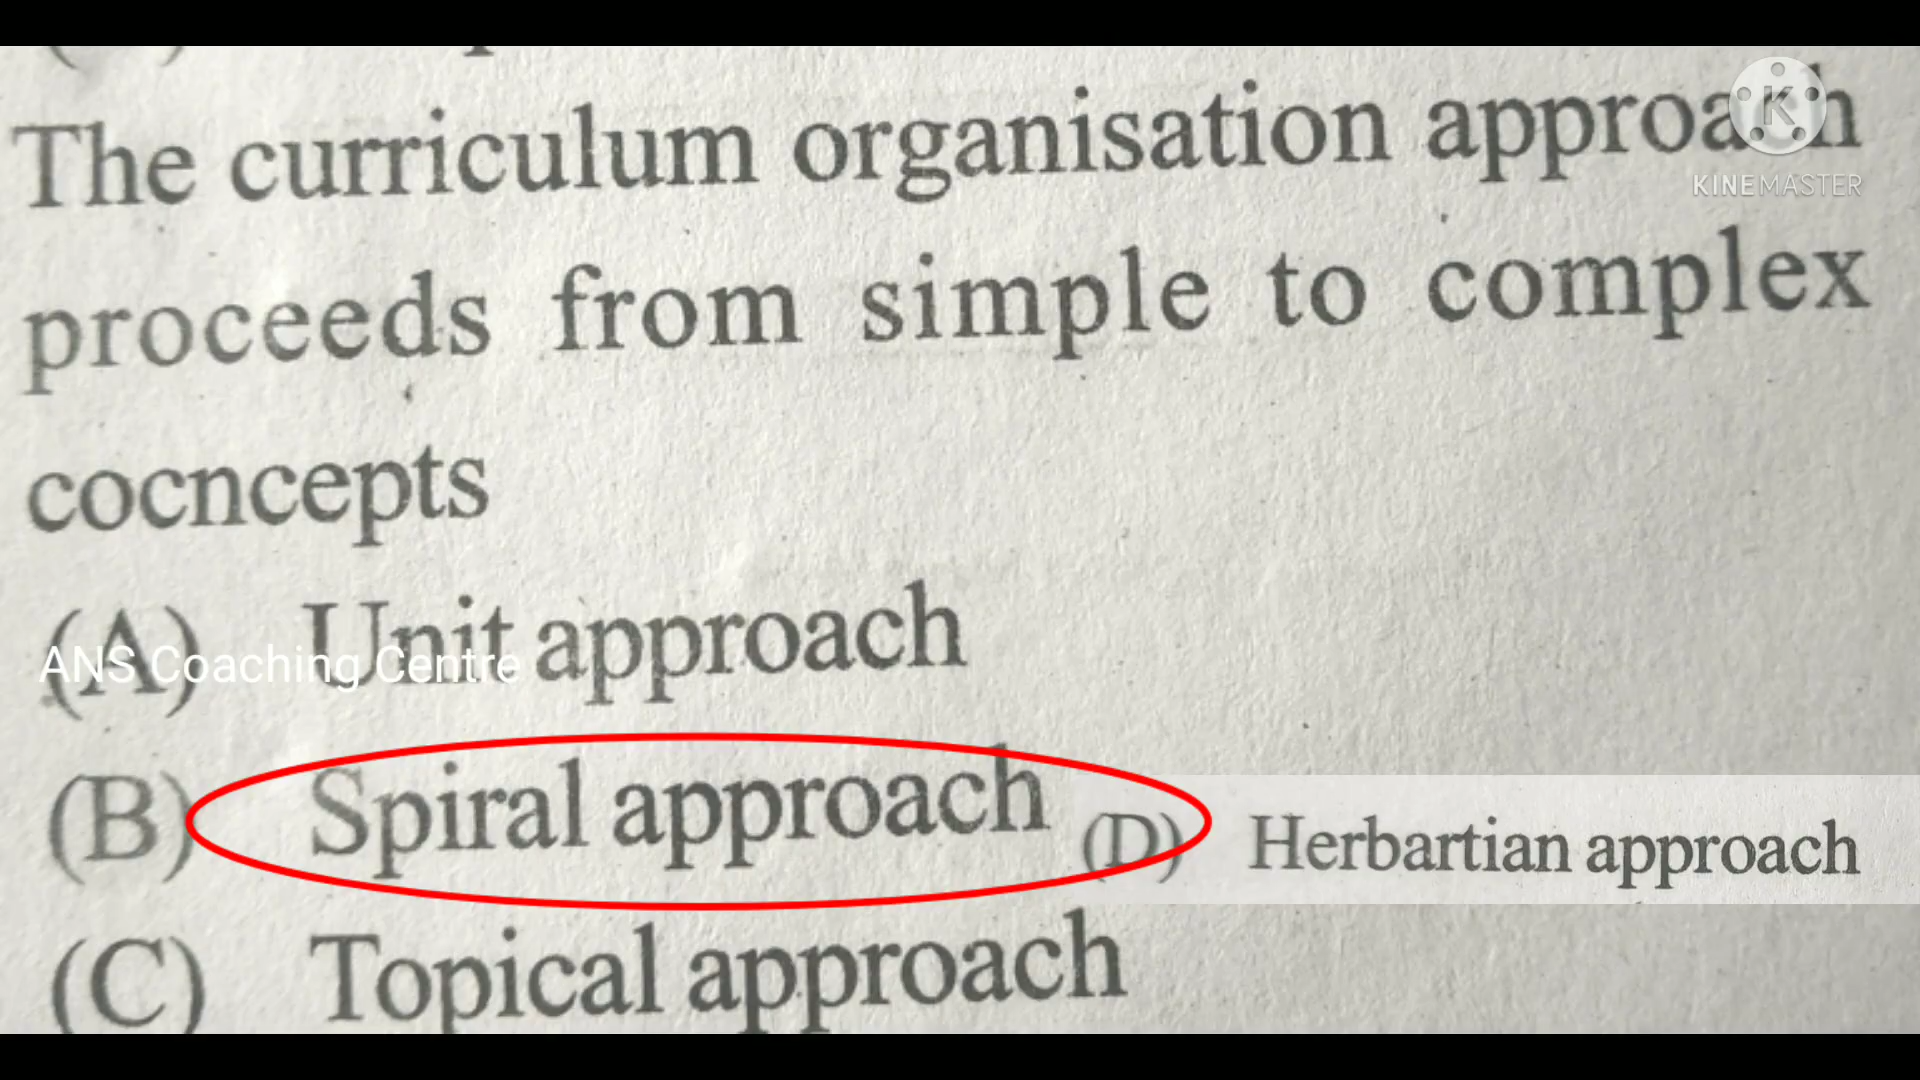 The curriculum organisation approach
KINEMASTER
proceeds from simple to complex
cocncepts
(A) Unit approach
ANS Coaching Centre
(B) Spiral approach
(D) Herbartian approach
(C) Topical approach